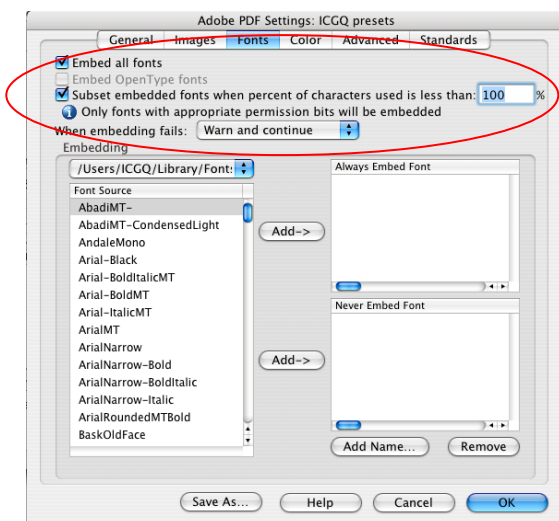 Adobe PDF Settings: ICGQ presets
General Images Fonts Color Advanced Standards
Embed all fonts
Embed OpenType fonts
Subset embedded fonts when percent of characters used is less than: 100 %
Only fonts with appropriate permission bits will be embedded
When embedding fails: Warn and continue
Embedding
/Users/ICGQ/Library/Font:
Font Source
AbadiMT-
AbadiMT-CondensedLight
AndaleMono
Arial-Black
Arial-BoldItalicMT
Arial-BoldMT
Arial-ItalicMT
ArialMT
ArialNarrow
ArialNarrow-Bold
ArialNarrow-BoldItalic
ArialNarrow-Italic
ArialRoundedMTBold
BaskOldFace
Add->
Add->
Always Embed Font
Never Embed Font
Add Name... Remove
Save As... Help Cancel OK